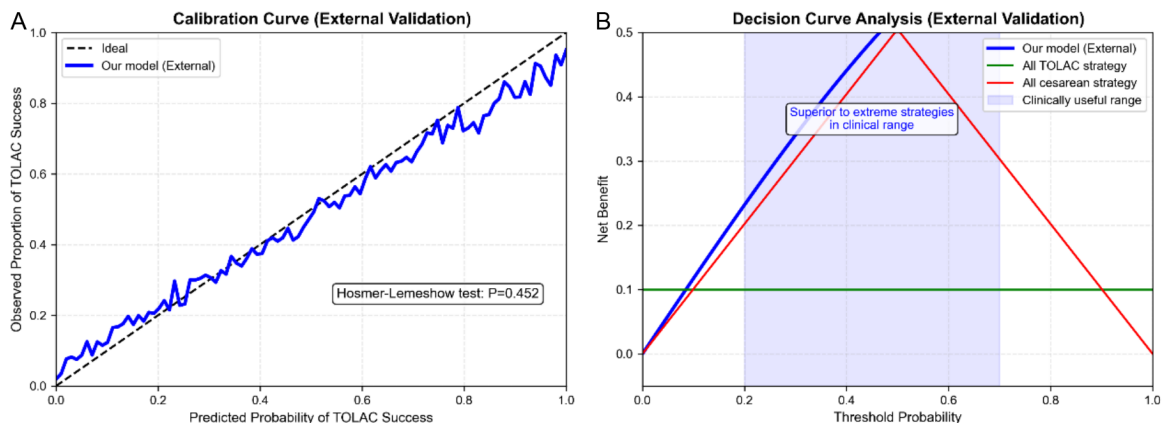 A
Calibration Curve (External Validation)
1.0
0.8
0.6
0.4
0.2
0.0
0.0
0.2
0.4
0.6
0.8
1.0
Observed Proportion of TOLAC Success
Predicted Probability of TOLAC Success
Ideal
Our model (External)
Hosmer-Lemeshow test: P=0.452
B
Decision Curve Analysis (External Validation)
0.5
0.4
0.3
0.2
0.1
0.0
0.0
0.2
0.4
0.6
0.8
1.0
Net Benefit
Threshold Probability
Our model (External)
All TOLAC strategy
All cesarean strategy
Clinically useful range
Superior to extreme strategies
in clinical range